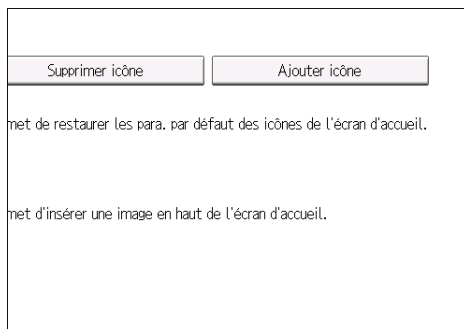 Supprimer icône
Ajouter icône
met de restaurer les para. par défaut des icônes de l'écran d'accueil.
met d'insérer une image en haut de l'écran d'accueil.